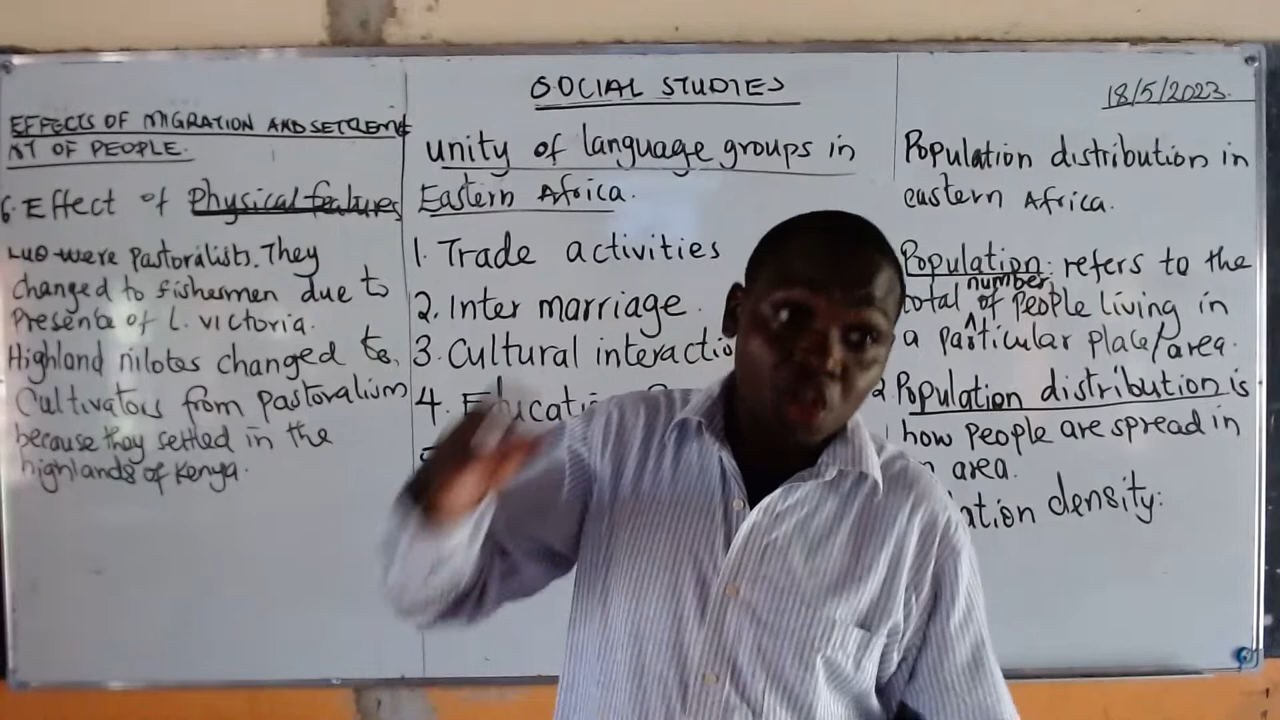 SOCIAL STUDIES
18/5/2023.
EFFECTS OF MIGRATION AND SETTLEME
NT OF PEOPLE.
6. Effect of Physical features
Luo were Pastoralists. They
changed to fishermen due to
Presence of L. victoria.
Highland nilotes changed to
Cultivators from Pastoralism
because they settled in the
highlands of Kenya.
unity of language groups in
Eastern Africa.
1. Trade activities
2. Inter marriage.
3. Cultural interactio
4. Educati
Population distribution in
eastern Africa.
Population: refers to the
total number of people living in
a particular place/area.
2 Population distribution is
how people are spread in
area.
ation density: